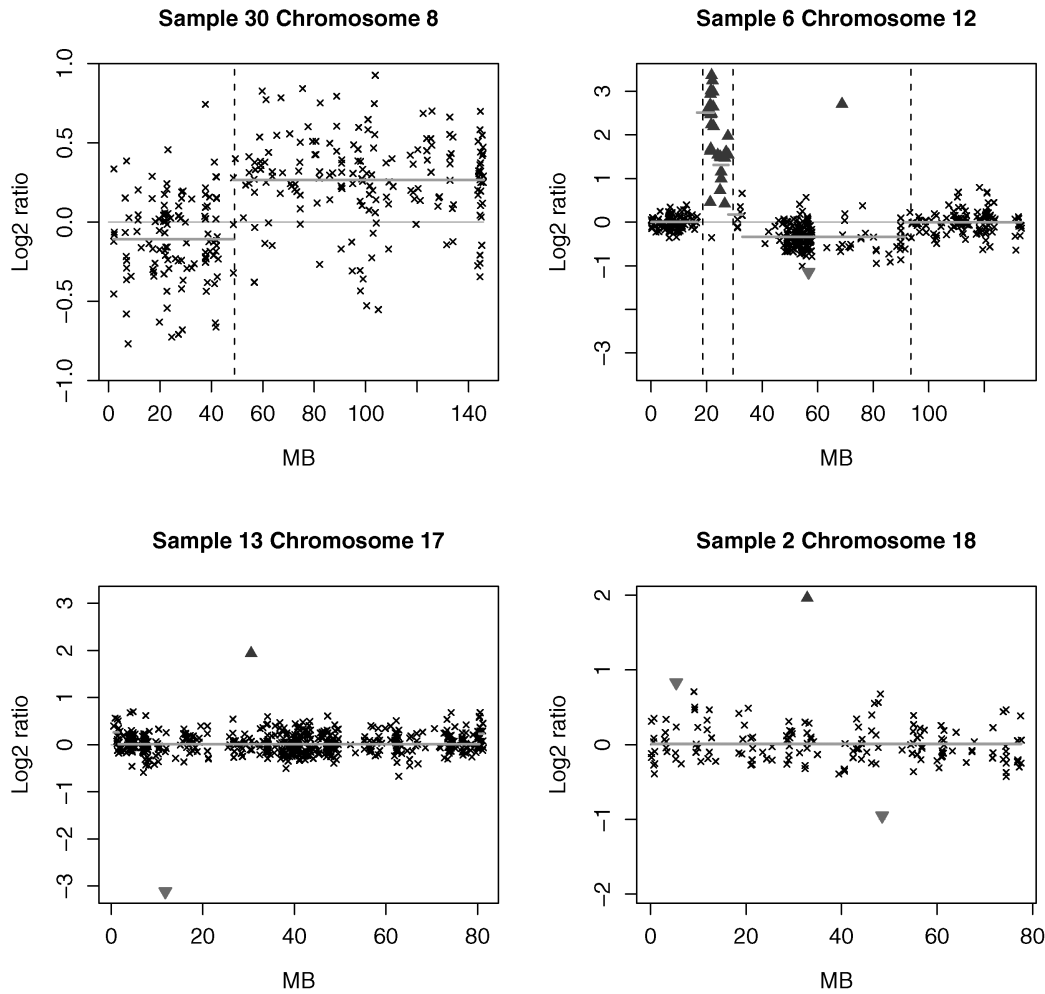 Sample 30 Chromosome 8
Log2 ratio
1.0
0.5
0.0
−0.5
−1.0
0 20 40 60 80 100 140
MB
Sample 6 Chromosome 12
Log2 ratio
3
2
1
0
−1
−3
0 20 40 60 80 100
MB
Sample 13 Chromosome 17
Log2 ratio
3
2
1
0
−1
−2
−3
0 20 40 60 80
MB
Sample 2 Chromosome 18
Log2 ratio
2
1
0
−1
−2
0 20 40 60 80
MB